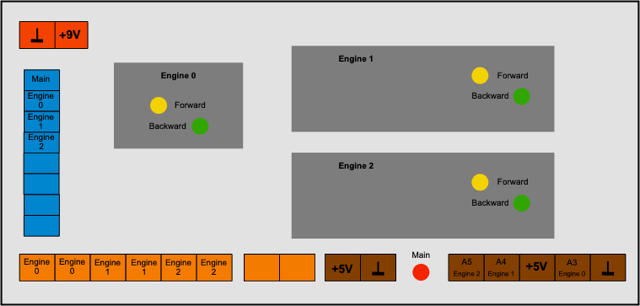 +9V
Engine 1
Main
Engine 0
Engine
0
Forward
Forward
Backward
Engine
1
Backward
Engine
2
Engine 2
Forward
Backward
Main
Engine
0
Engine
0
Engine
1
Engine
1
Engine
2
Engine
2
+5V
A5
Engine 2
A4
Engine 1
+5V
A3
Engine 0